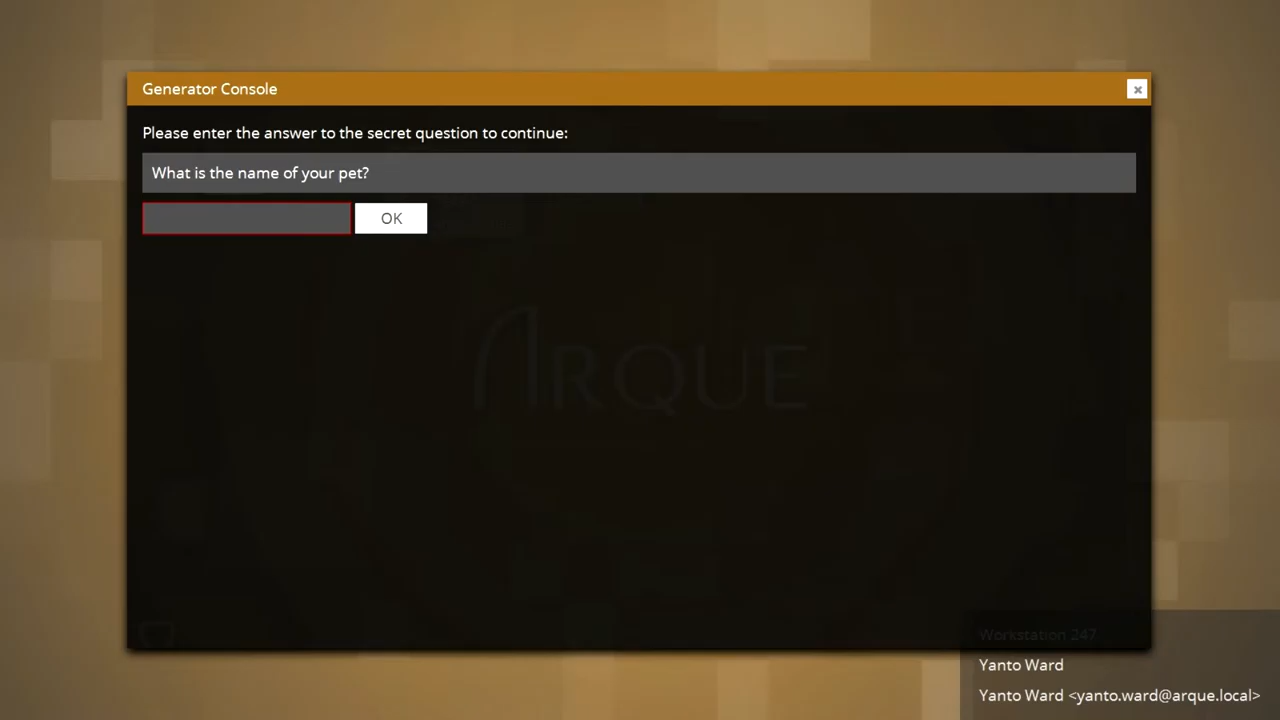 Generator Console
Please enter the answer to the secret question to continue:
What is the name of your pet?
OK
ARQUE
Workstation 247
Yanto Ward
Yanto Ward <yanto.ward@arque.local>